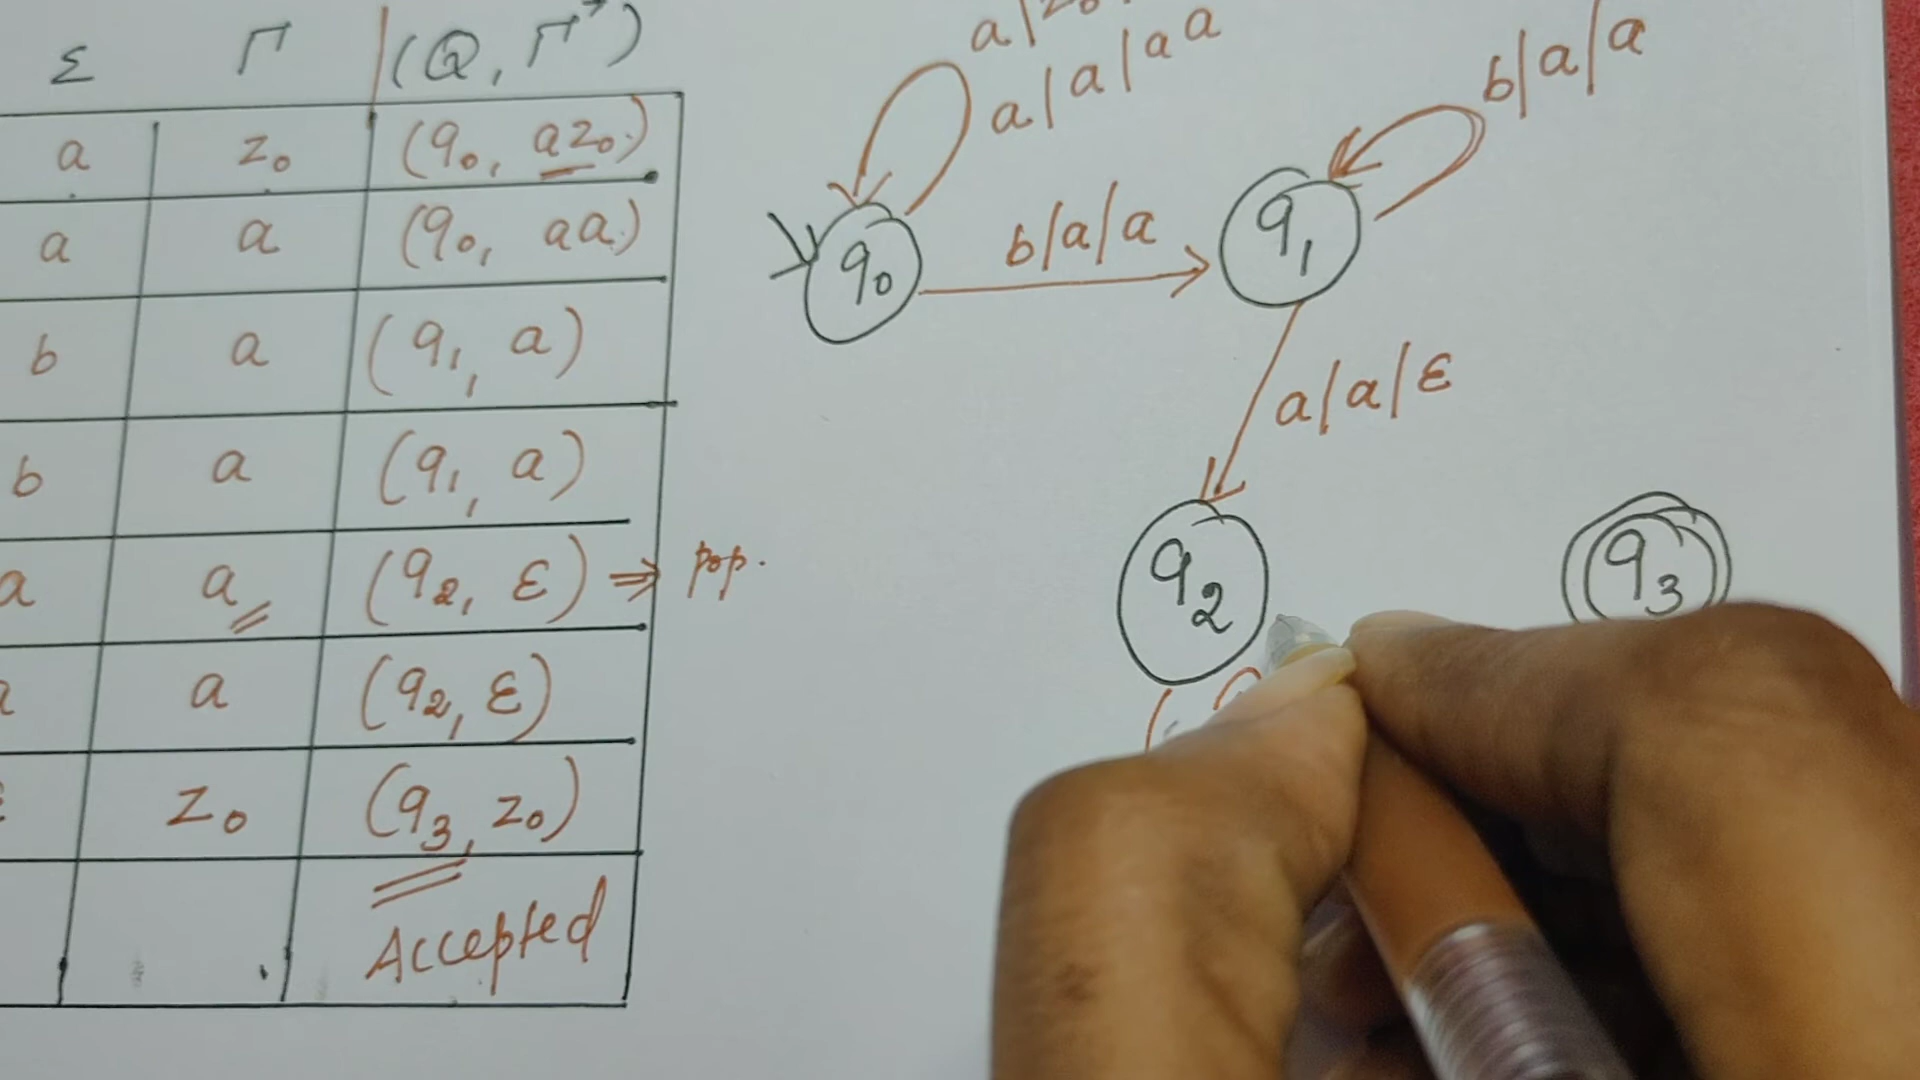 Σ Γ (Q, Γ*)
a z₀ (q₀, az₀)
a a (q₀, aa)
b a (q₁, a)
b a (q₁, a)
a a (q₂, ε) ⇒ pop.
a a (q₂, ε)
ε z₀ (q₃, z₀)
Accepted
a|z₀
a|a|aa
b|a|a
b|a|a
q₀
q₁
a|a|ε
q₂
q₃